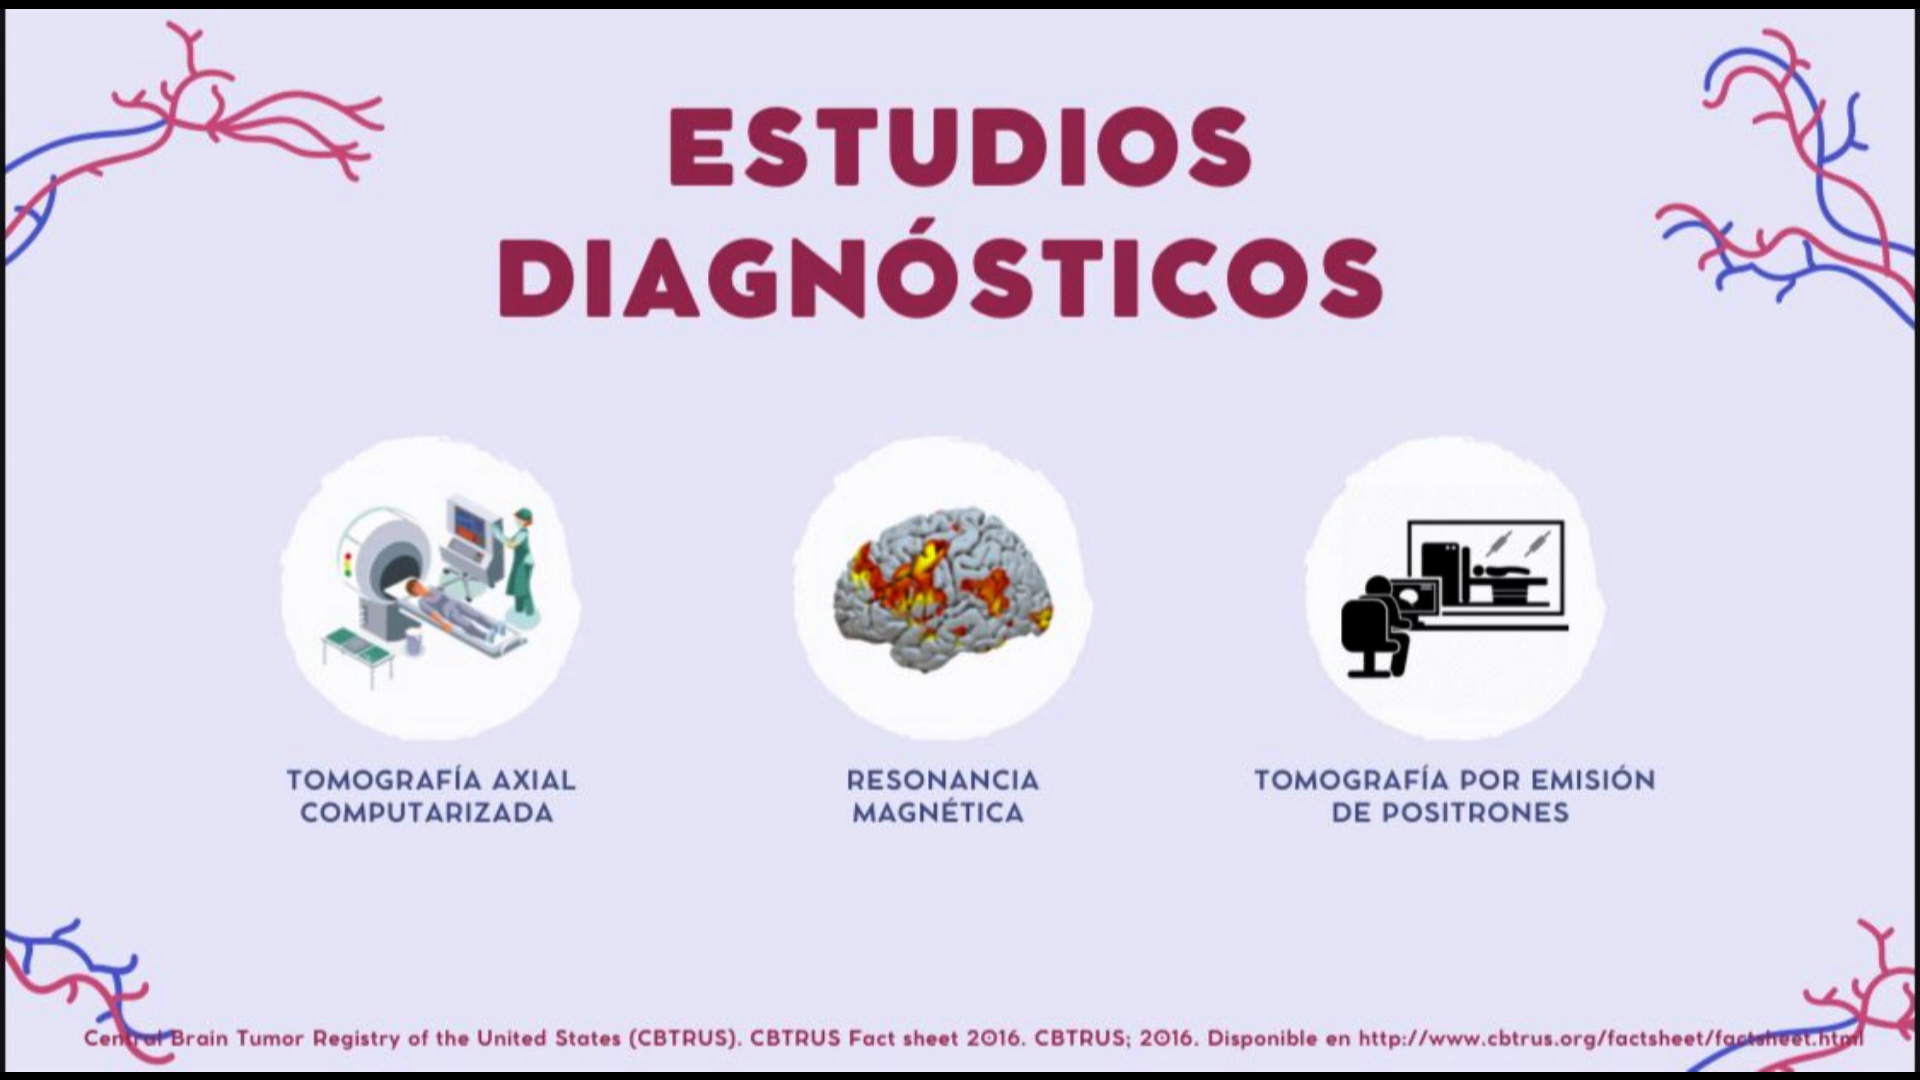 ESTUDIOS
DIAGNÓSTICOS
TOMOGRAFÍA AXIAL
COMPUTARIZADA
RESONANCIA
MAGNÉTICA
TOMOGRAFÍA POR EMISIÓN
DE POSITRONES
Central Brain Tumor Registry of the United States (CBTRUS). CBTRUS Fact sheet 2016. CBTRUS; 2016. Disponible en http://www.cbtrus.org/factsheet/factsheet.html